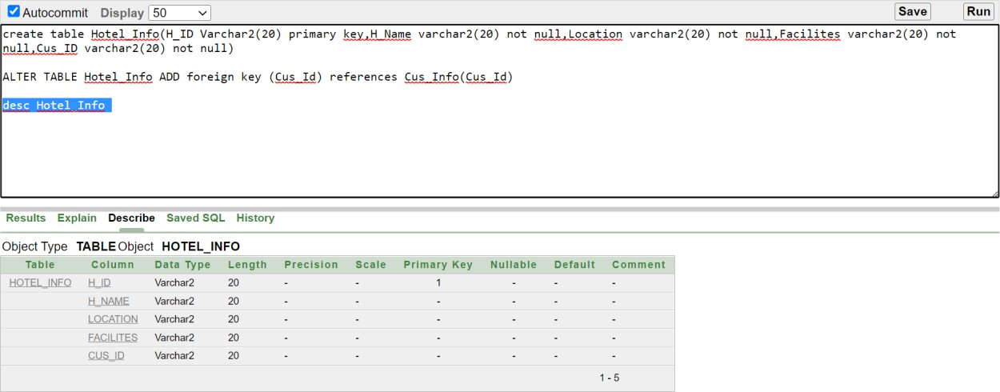 Autocommit Display 50 Save Run
create table Hotel_Info(H_ID Varchar2(20) primary key,H_Name varchar2(20) not null,Location varchar2(20) not null,Facilites varchar2(20) not
null,Cus_ID varchar2(20) not null)
ALTER TABLE Hotel_Info ADD foreign key (Cus_Id) references Cus_Info(Cus_Id)
desc Hotel_Info
Results Explain Describe Saved SQL History
Object Type TABLE Object HOTEL_INFO
Table Column Data Type Length Precision Scale Primary Key Nullable Default Comment
HOTEL_INFO H_ID Varchar2 20 - - 1 - - -
H_NAME Varchar2 20 - - - - - -
LOCATION Varchar2 20 - - - - - -
FACILITES Varchar2 20 - - - - - -
CUS_ID Varchar2 20 - - - - - -
1 - 5